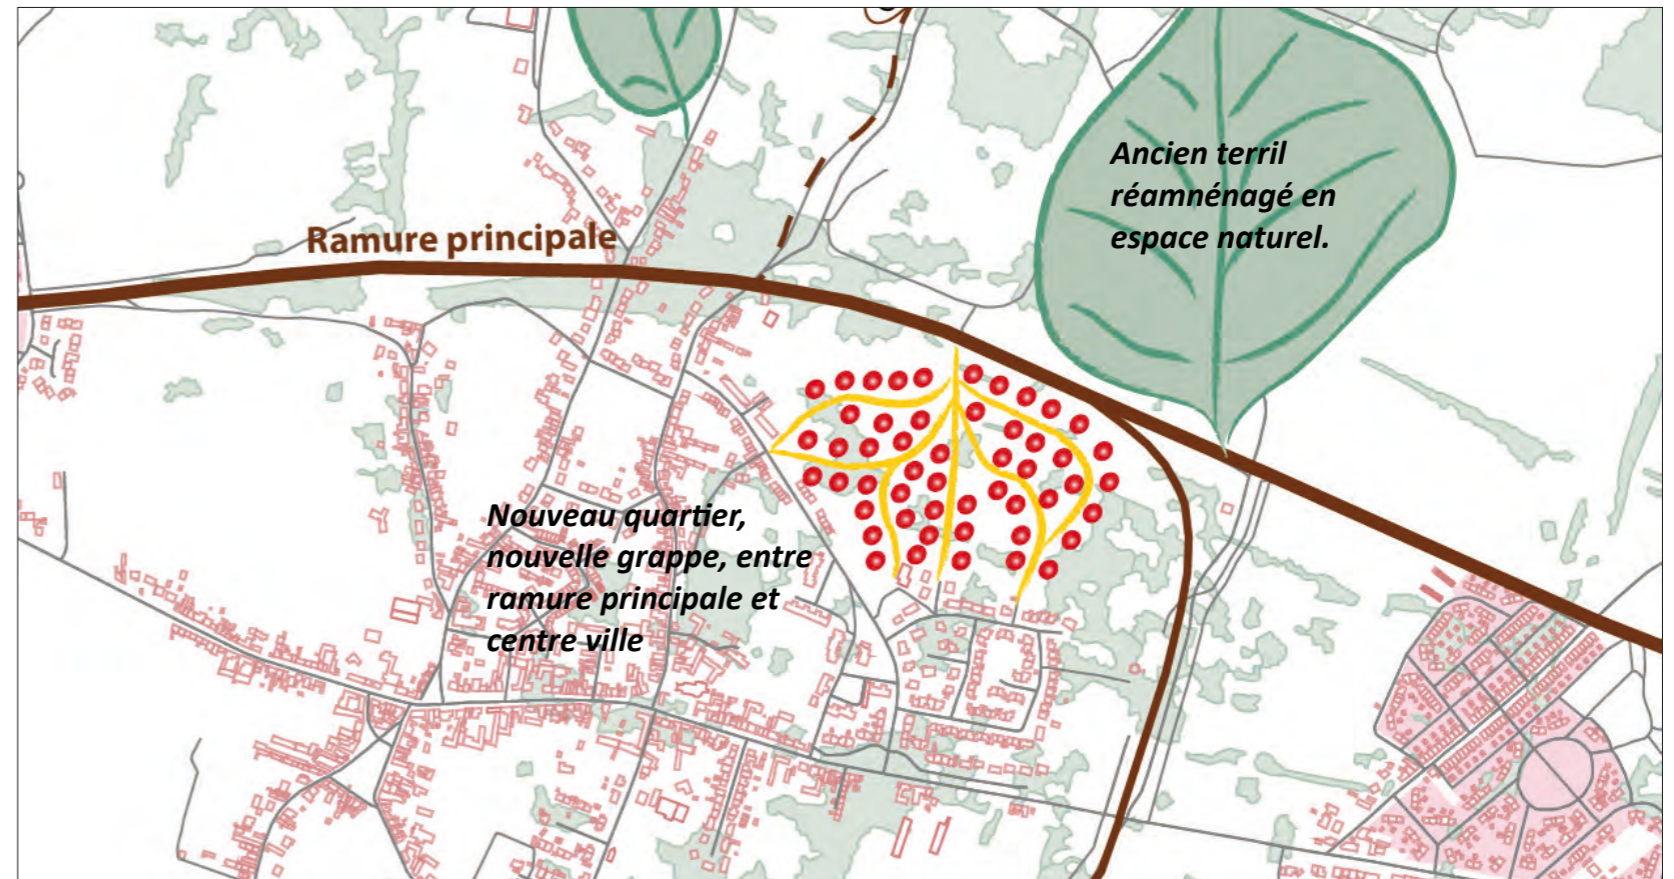 Ancien terril
réamnénagé en
espace naturel.
Ramure principale
Nouveau quartier,
nouvelle grappe, entre
ramure principale et
centre ville